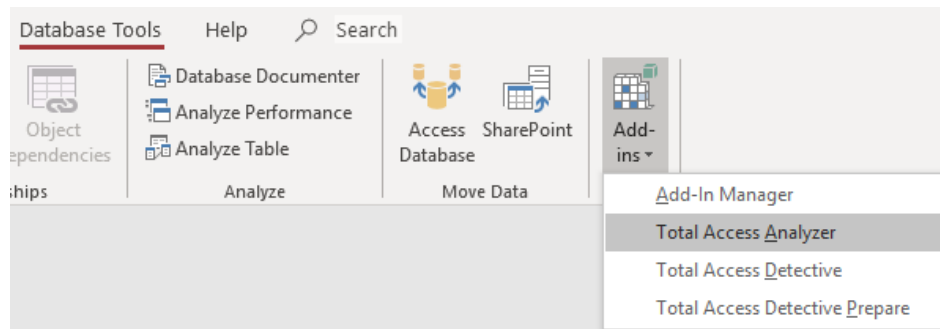 Database Tools Help Search
Object
ependencies
ships
Database Documenter
Analyze Performance
Analyze Table
Analyze
Access
Database
SharePoint
Move Data
Add-
ins
Add-In Manager
Total Access Analyzer
Total Access Detective
Total Access Detective Prepare